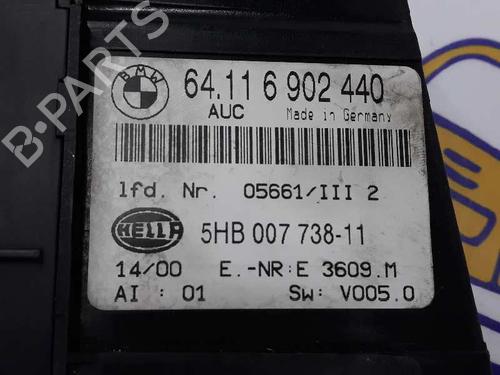 BMW
64.11 6 902 440
AUC Made in Germany
lfd. Nr. 05661/III 2
HELLA 5HB 007 738-11
14/00 E.-NR:E 3609.M
AI : 01 SW: V005.0
B-PARTS